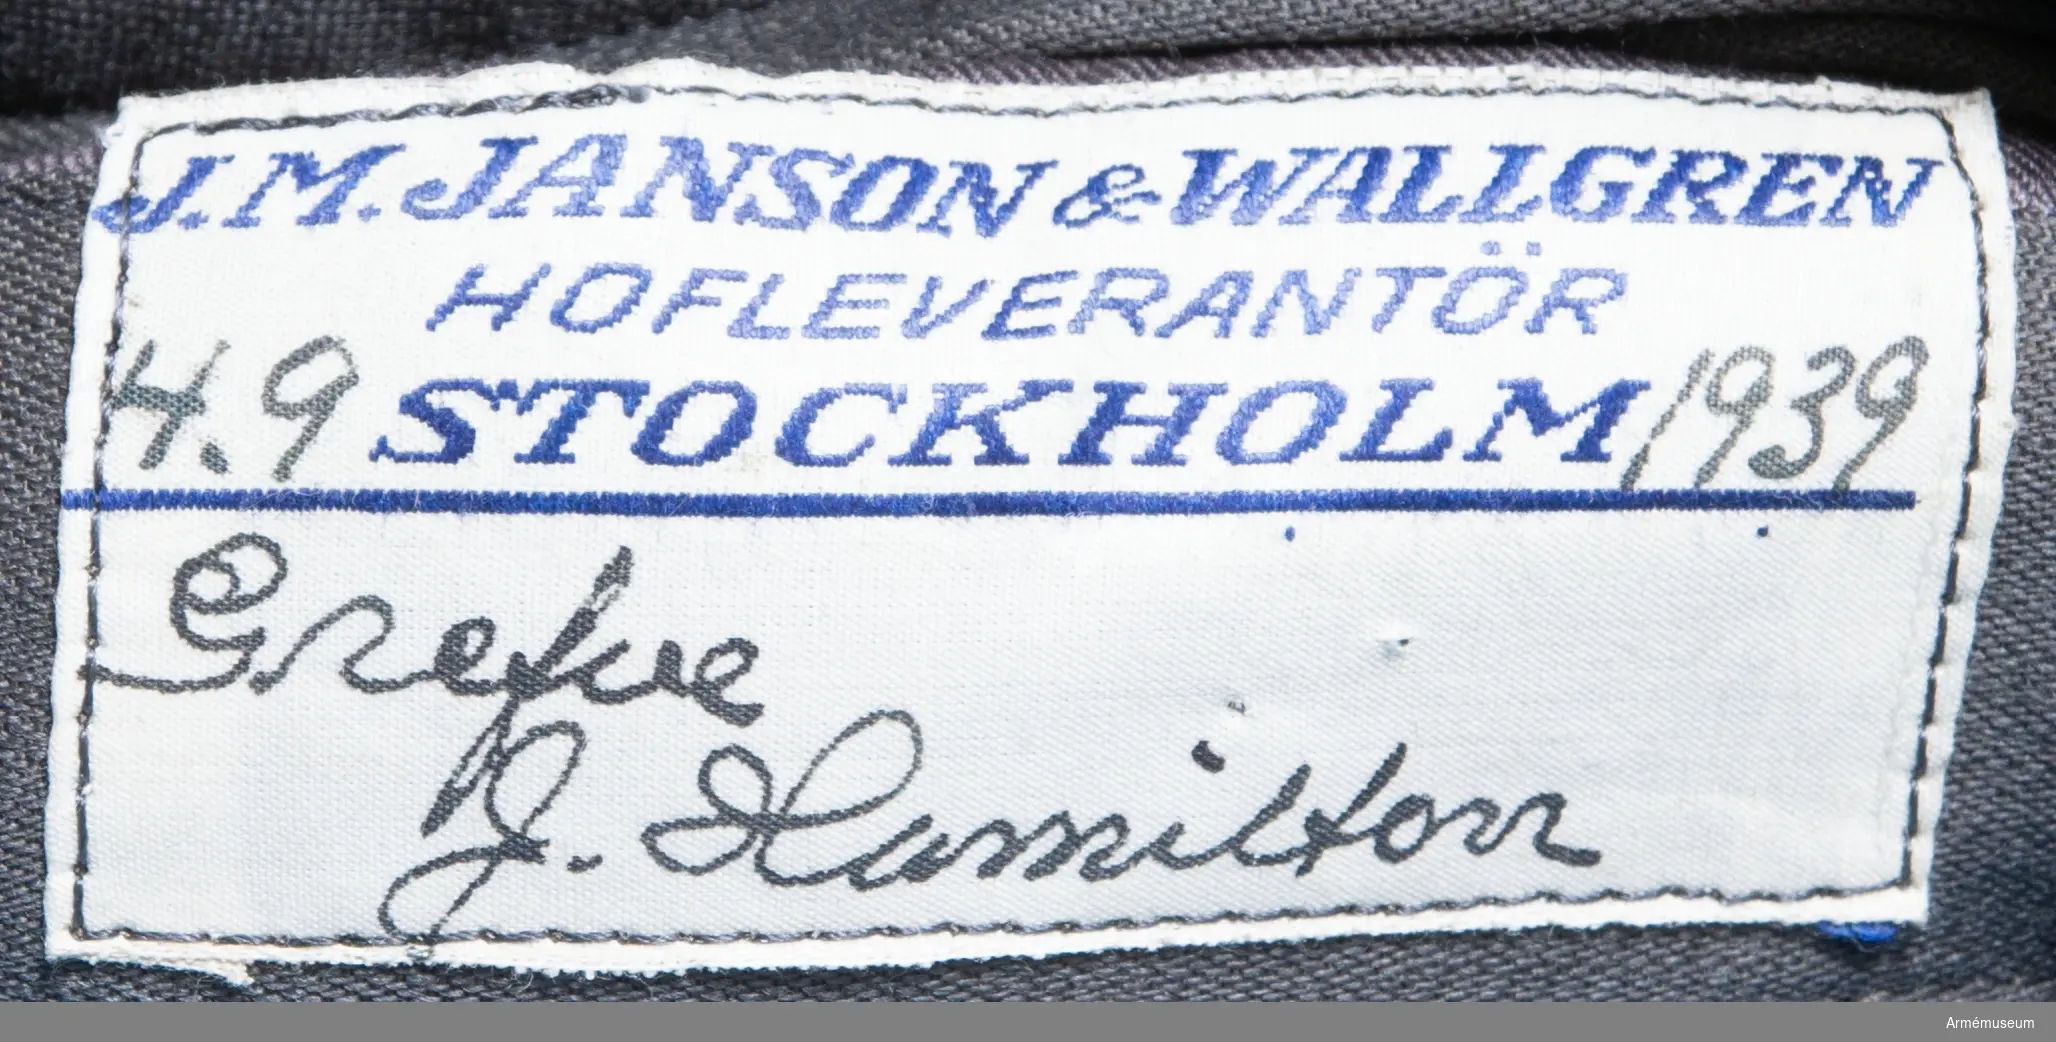 J.M. JANSON & WALLGREN
HOFLEVERANTÖR
4.9 STOCKHOLM 1939
Grefve
J. Hamilton
Armémuseum